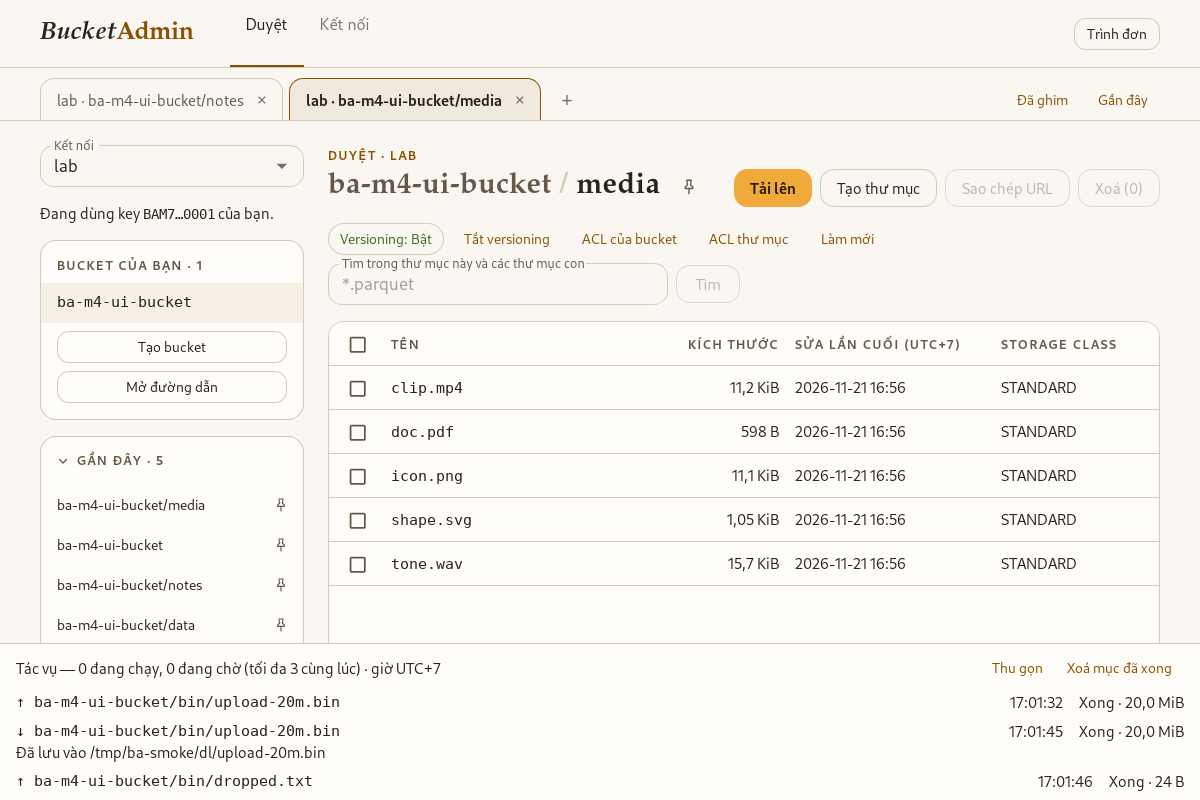 BucketAdmin
Duyệt
Kết nối
Trình đơn
lab · ba-m4-ui-bucket/notes ×
lab · ba-m4-ui-bucket/media ×
+
Đã ghim
Gần đây
Kết nối
lab
Đang dùng key BAM7…0001 của bạn.
BUCKET CỦA BẠN · 1
ba-m4-ui-bucket
Tạo bucket
Mở đường dẫn
GẦN ĐÂY · 5
ba-m4-ui-bucket/media
ba-m4-ui-bucket
ba-m4-ui-bucket/notes
ba-m4-ui-bucket/data
DUYỆT · LAB
ba-m4-ui-bucket / media
Tải lên
Tạo thư mục
Sao chép URL
Xoá (0)
Versioning: Bật
Tắt versioning
ACL của bucket
ACL thư mục
Làm mới
Tìm trong thư mục này và các thư mục con
*.parquet
Tìm
TÊN KÍCH THƯỚC SỬA LẦN CUỐI (UTC+7) STORAGE CLASS
clip.mp4 11,2 KiB 2026-11-21 16:56 STANDARD
doc.pdf 598 B 2026-11-21 16:56 STANDARD
icon.png 11,1 KiB 2026-11-21 16:56 STANDARD
shape.svg 1,05 KiB 2026-11-21 16:56 STANDARD
tone.wav 15,7 KiB 2026-11-21 16:56 STANDARD
Tác vụ — 0 đang chạy, 0 đang chờ (tối đa 3 cùng lúc) · giờ UTC+7
Thu gọn
Xoá mục đã xong
↑ ba-m4-ui-bucket/bin/upload-20m.bin 17:01:32 Xong · 20,0 MiB
↓ ba-m4-ui-bucket/bin/upload-20m.bin 17:01:45 Xong · 20,0 MiB
Đã lưu vào /tmp/ba-smoke/dl/upload-20m.bin
↑ ba-m4-ui-bucket/bin/dropped.txt 17:01:46 Xong · 24 B